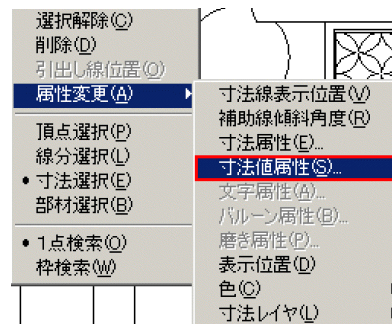 選択解除(C)
削除(D)
引出し線位置(O)
属性変更(A)
頂点選択(P)
線分選択(L)
• 寸法選択(E)
部材選択(B)
• 1点検索(O)
枠検索(W)
寸法線表示位置(V)
補助線傾斜角度(R)
寸法属性(E)...
寸法値属性(S)...
文字属性(A)...
バルーン属性(B)...
磨き属性(P)...
表示位置(D)
色(C)
寸法レイヤ(L)